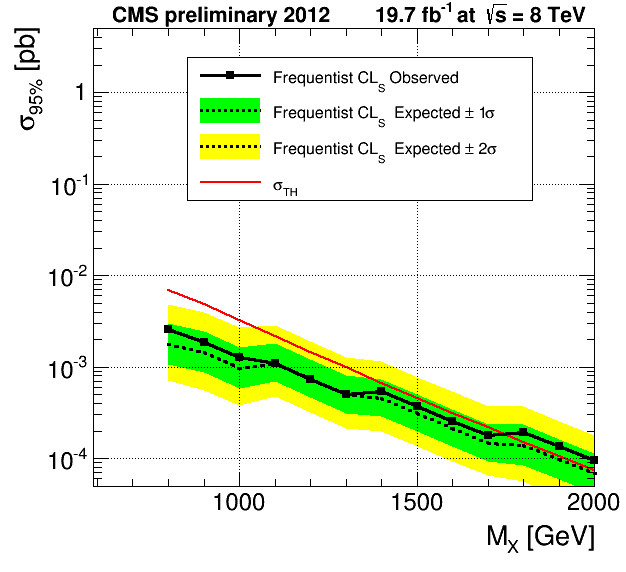 CMS preliminary 2012 19.7 fb⁻¹ at √s = 8 TeV
σ95% [pb]
Frequentist CLS Observed
Frequentist CLS Expected ± 1σ
Frequentist CLS Expected ± 2σ
σTH
1
10⁻¹
10⁻²
10⁻³
10⁻⁴
1000 1500 2000
MX [GeV]